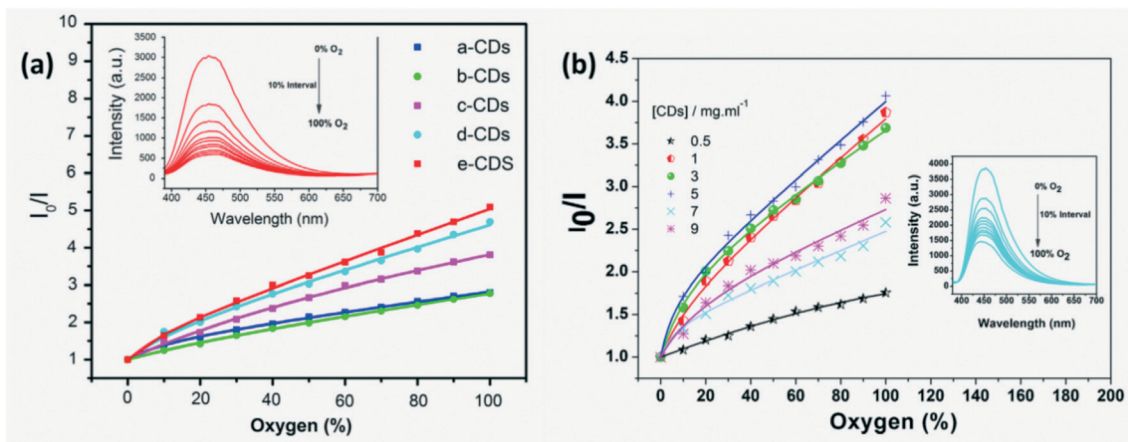 (a)
I0/I
10
9
8
7
6
5
4
3
2
1
0 20 40 60 80 100
Oxygen (%)
a-CDs
b-CDs
c-CDs
d-CDs
e-CDS
Intensity (a.u.)
3500
3000
2500
2000
1500
1000
500
0
400 450 500 550 600 700
Wavelength (nm)
0% O2
10% Interval
100% O2
(b)
I0/I
4.5
4.0
3.5
3.0
2.5
2.0
1.5
1.0
0 20 40 60 80 100 120 140 160 180 200
Oxygen (%)
[CDs] / mg.ml-1
0.5
1
3
5
7
9
Intensity (a.u.)
4000
3500
3000
2500
2000
1500
1000
500
0
400 450 500 550 600 700
Wavelength (nm)
0% O2
10% Interval
100% O2